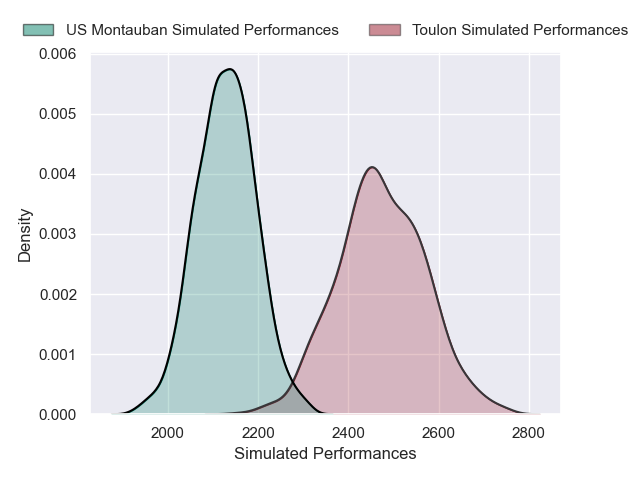 US Montauban Simulated Performances Toulon Simulated Performances
0.006
0.005
0.004
0.003
0.002
0.001
0.000
Density
2000 2200 2400 2600 2800
Simulated Performances